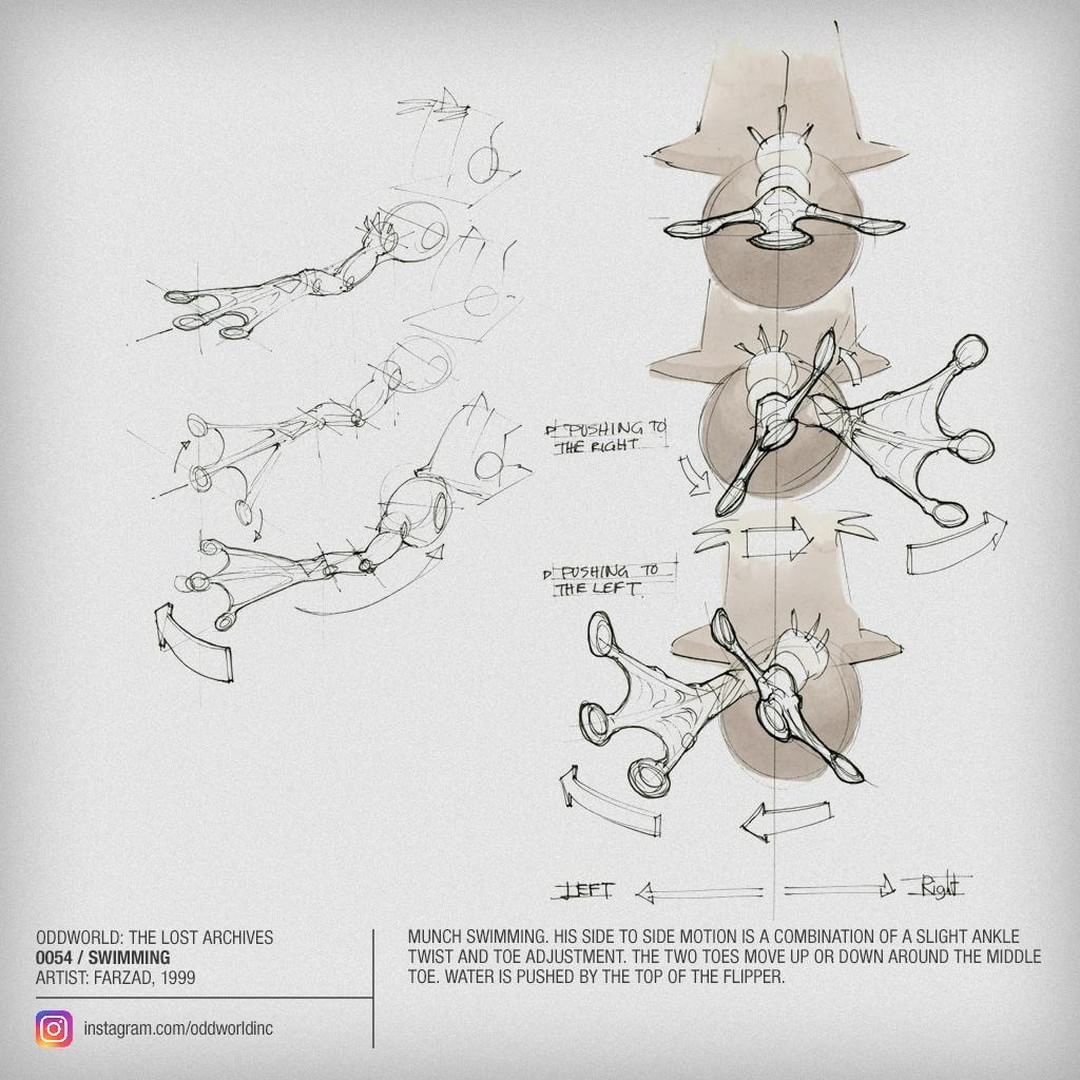 ▷ PUSHING TO
THE RIGHT
▷ PUSHING TO
THE LEFT.
LEFT
Right
ODDWORLD: THE LOST ARCHIVES
0054 / SWIMMING
ARTIST: FARZAD, 1999
instagram.com/oddworldinc
MUNCH SWIMMING. HIS SIDE TO SIDE MOTION IS A COMBINATION OF A SLIGHT ANKLE
TWIST AND TOE ADJUSTMENT. THE TWO TOES MOVE UP OR DOWN AROUND THE MIDDLE
TOE. WATER IS PUSHED BY THE TOP OF THE FLIPPER.